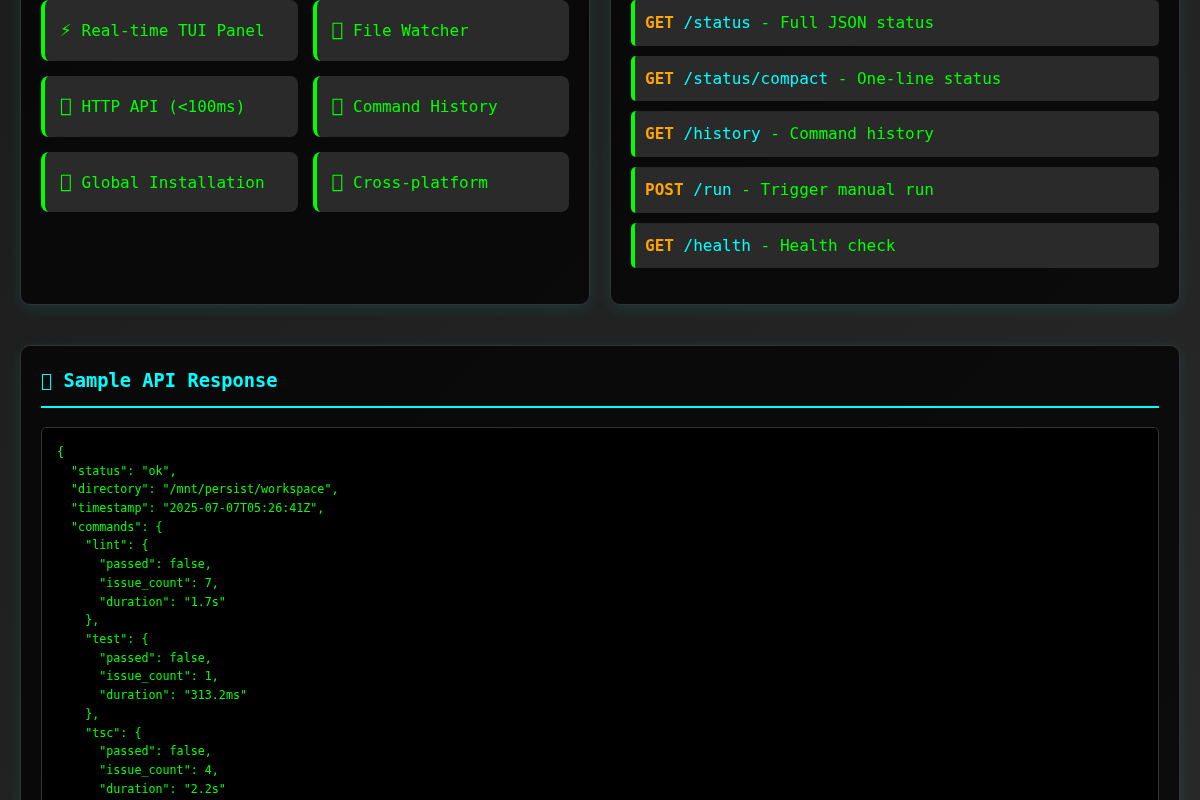 ⚡ Real-time TUI Panel
File Watcher
HTTP API (<100ms)
Command History
Global Installation
Cross-platform
GET /status - Full JSON status
GET /status/compact - One-line status
GET /history - Command history
POST /run - Trigger manual run
GET /health - Health check
Sample API Response
{
  "status": "ok",
  "directory": "/mnt/persist/workspace",
  "timestamp": "2025-07-07T05:26:41Z",
  "commands": {
    "lint": {
      "passed": false,
      "issue_count": 7,
      "duration": "1.7s"
    },
    "test": {
      "passed": false,
      "issue_count": 1,
      "duration": "313.2ms"
    },
    "tsc": {
      "passed": false,
      "issue_count": 4,
      "duration": "2.2s"